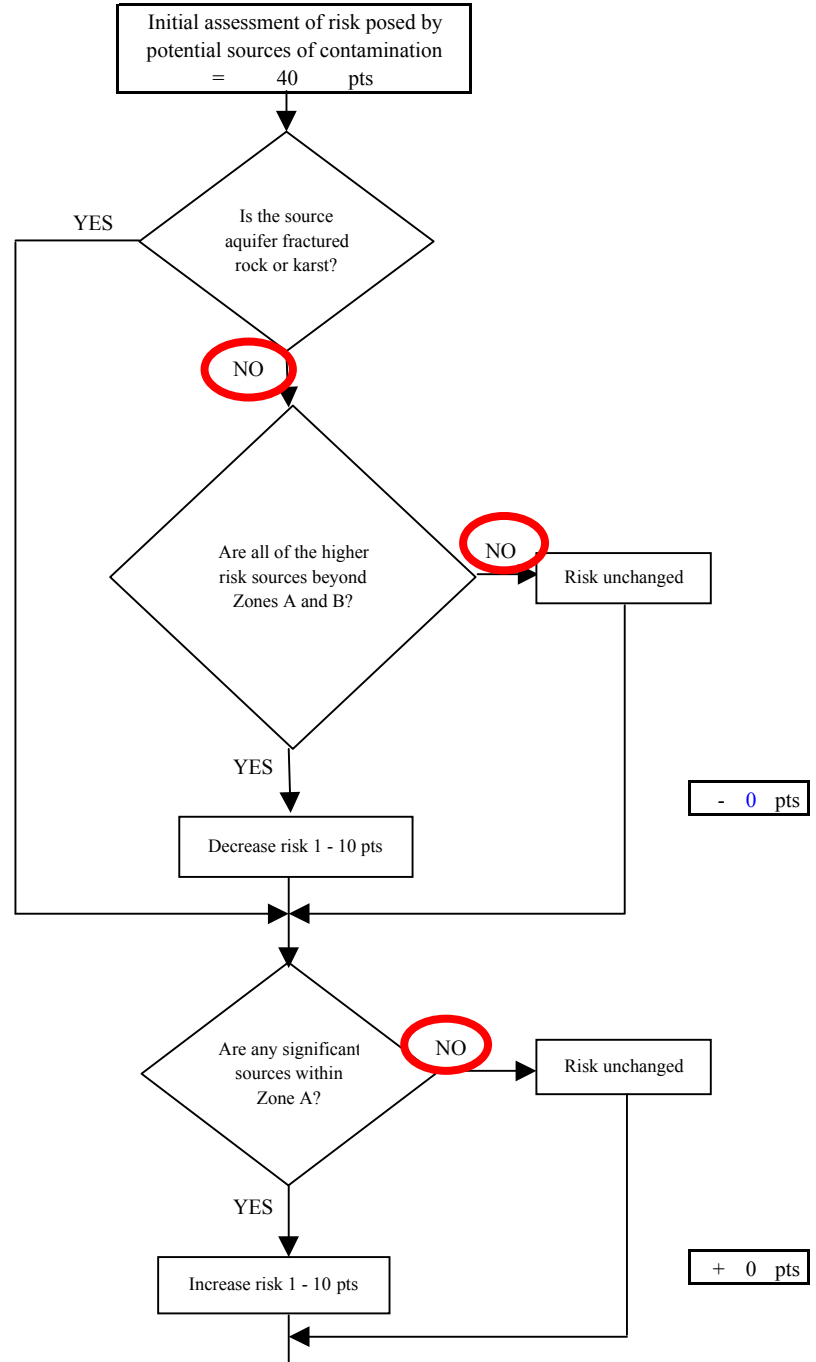 Initial assessment of risk posed by
potential sources of contamination
= 40 pts
YES
Is the source
aquifer fractured
rock or karst?
NO
Are all of the higher
risk sources beyond
Zones A and B?
NO
Risk unchanged
YES
- 0 pts
Decrease risk 1 - 10 pts
Are any significant
sources within
Zone A?
NO
Risk unchanged
YES
+ 0 pts
Increase risk 1 - 10 pts